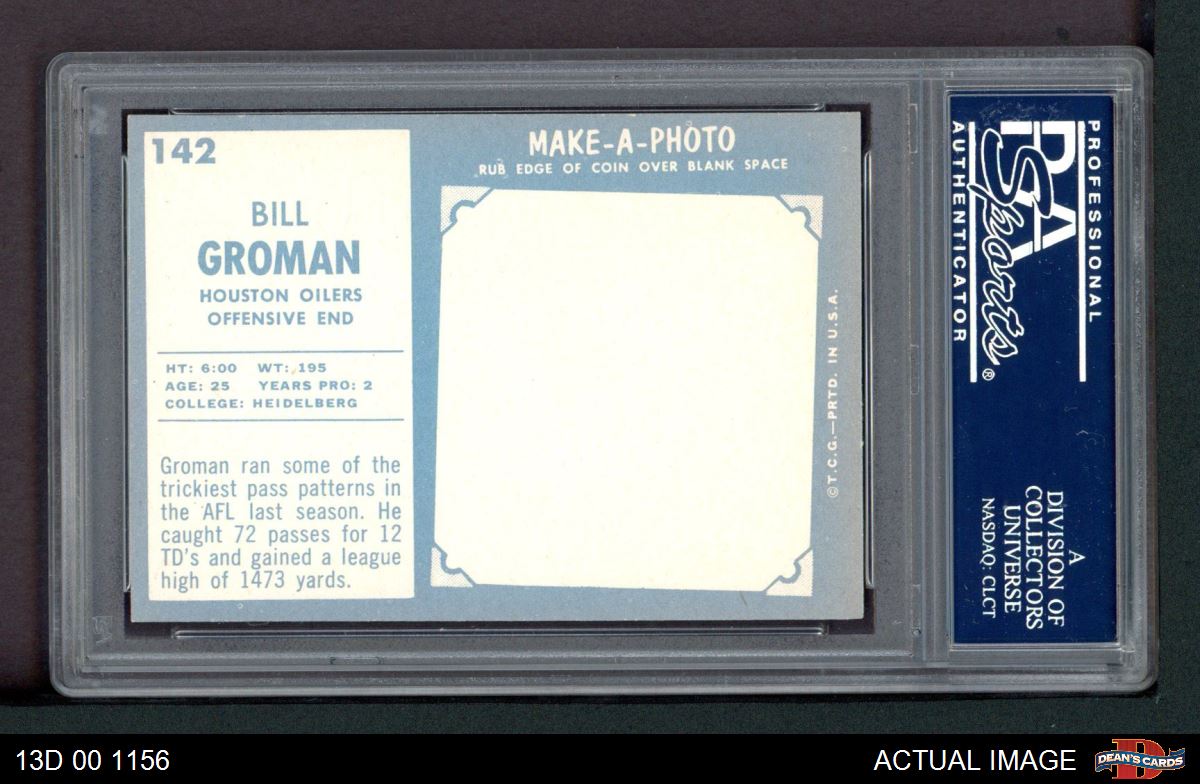 142
BILL
GROMAN
HOUSTON OILERS
OFFENSIVE END
HT: 6:00 WT: 195
AGE: 25 YEARS PRO: 2
COLLEGE: HEIDELBERG
Groman ran some of the
trickiest pass patterns in
the AFL last season. He
caught 72 passes for 12
TD's and gained a league
high of 1473 yards.
MAKE-A-PHOTO
RUB EDGE OF COIN OVER BLANK SPACE
©T.C.G.—PRTD. IN U.S.A.
PROFESSIONAL
PSA
Sports®
AUTHENTICATOR
A
DIVISION OF
COLLECTORS
UNIVERSE
NASDAQ: CLCT
13D 00 1156
ACTUAL IMAGE
D
DEAN'S CARDS